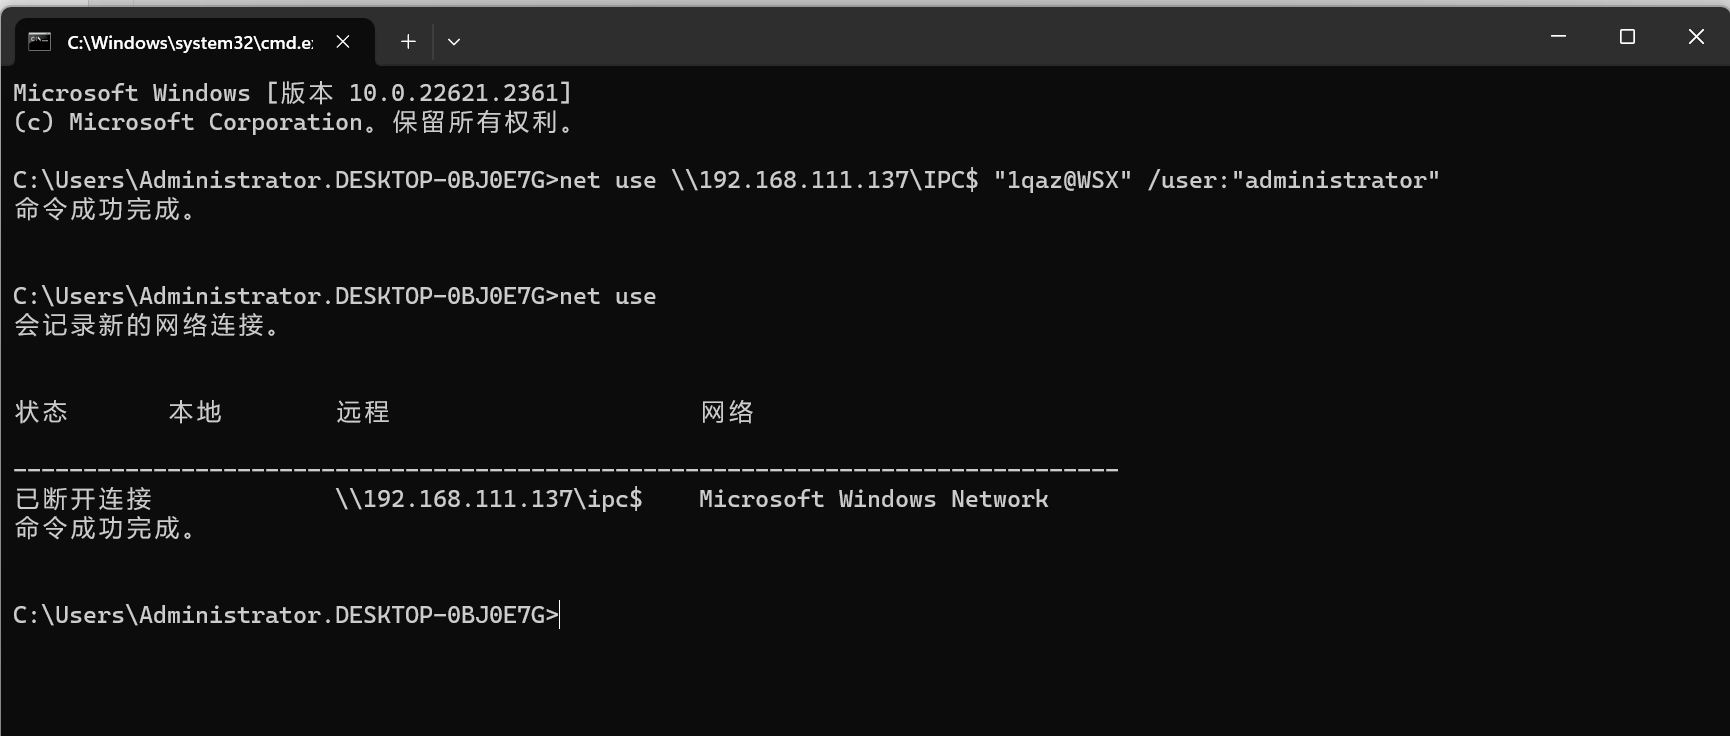 C:\Windows\system32\cmd.e
Microsoft Windows [版本 10.0.22621.2361]
(c) Microsoft Corporation。保留所有权利。
C:\Users\Administrator.DESKTOP-0BJ0E7G>net use \\192.168.111.137\IPC$ "1qaz@WSX" /user:"administrator"
命令成功完成。
C:\Users\Administrator.DESKTOP-0BJ0E7G>net use
会记录新的网络连接。
状态 本地 远程 网络
-------------------------------------------------------------------------------
已断开连接 \\192.168.111.137\ipc$ Microsoft Windows Network
命令成功完成。
C:\Users\Administrator.DESKTOP-0BJ0E7G>